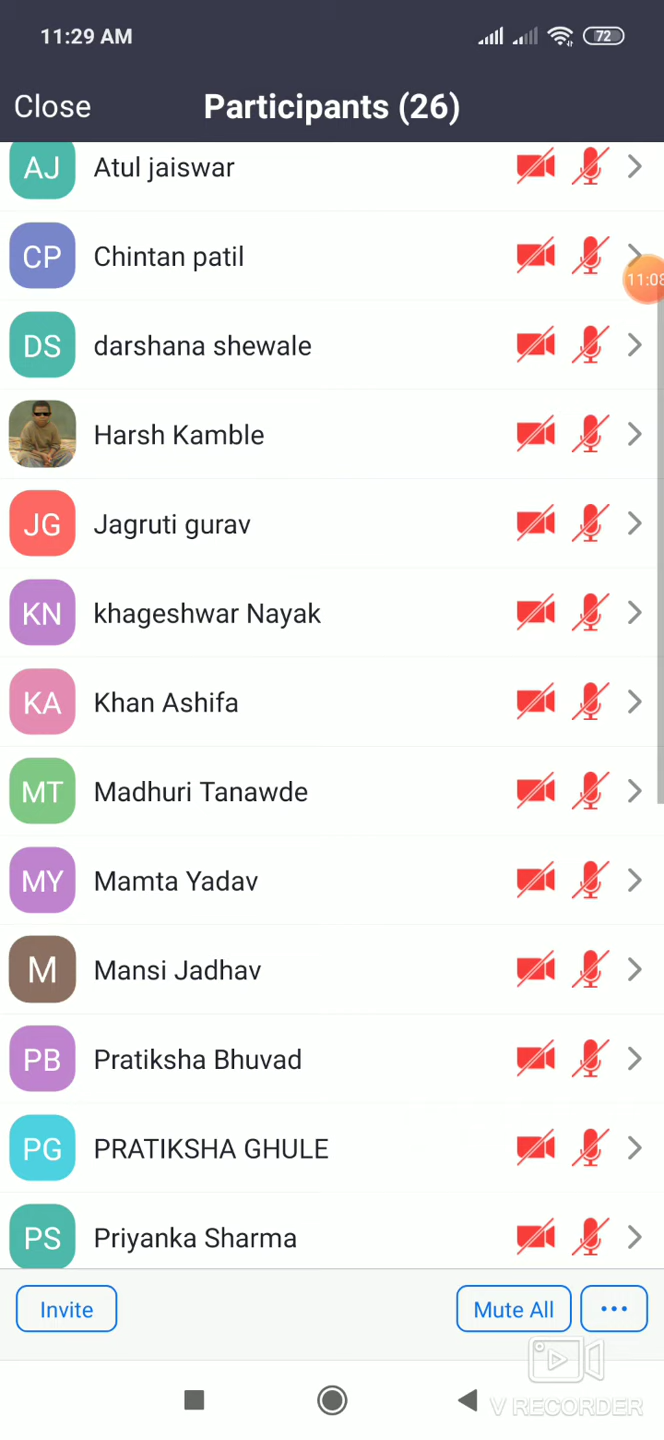 11:29 AM 72
Close Participants (26)
AJ Atul jaiswar
CP Chintan patil
11:08
DS darshana shewale
Harsh Kamble
JG Jagruti gurav
KN khageshwar Nayak
KA Khan Ashifa
MT Madhuri Tanawde
MY Mamta Yadav
M Mansi Jadhav
PB Pratiksha Bhuvad
PG PRATIKSHA GHULE
PS Priyanka Sharma
Invite Mute All ...
V RECORDER